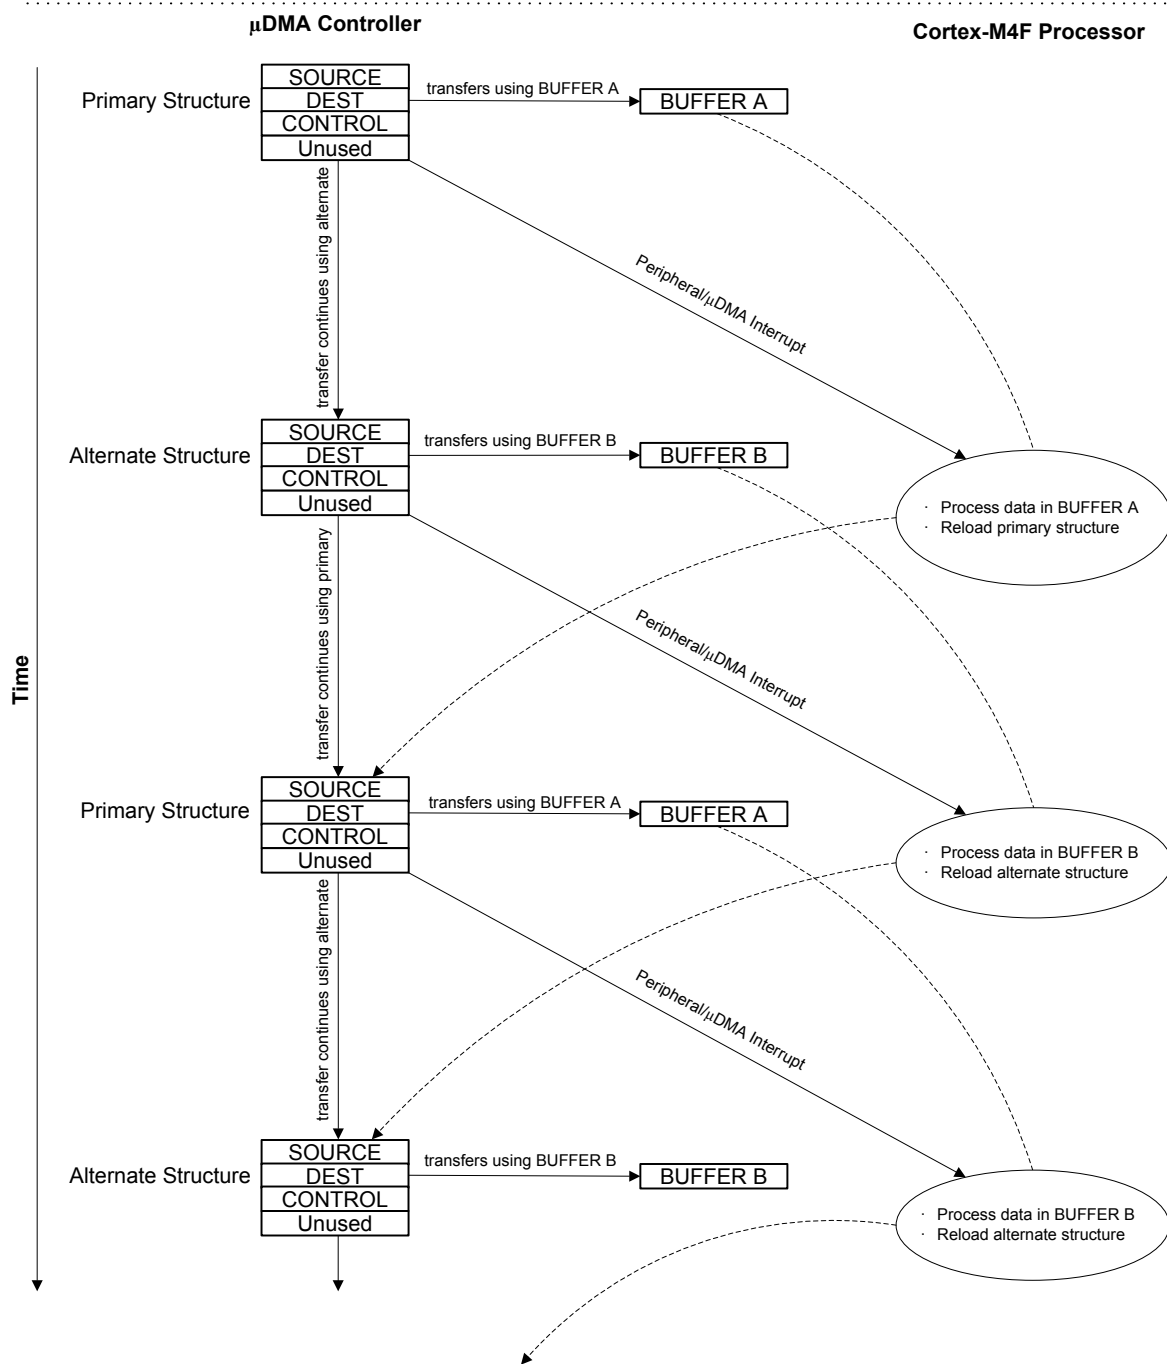 μDMA Controller
Cortex-M4F Processor
SOURCE
transfers using BUFFER A
Primary Structure
DEST
BUFFER A
CONTROL
Unused
transfer continues using alternate
Peripheral/μDMA Interrupt
SOURCE
transfers using BUFFER B
Alternate Structure
DEST
BUFFER B
CONTROL
Unused
· Process data in BUFFER A
· Reload primary structure
transfer continues using primary
Peripheral/μDMA Interrupt
Time
SOURCE
transfers using BUFFER A
Primary Structure
DEST
BUFFER A
CONTROL
Unused
· Process data in BUFFER B
· Reload alternate structure
transfer continues using alternate
Peripheral/μDMA Interrupt
SOURCE
transfers using BUFFER B
Alternate Structure
DEST
BUFFER B
CONTROL
Unused
· Process data in BUFFER B
· Reload alternate structure